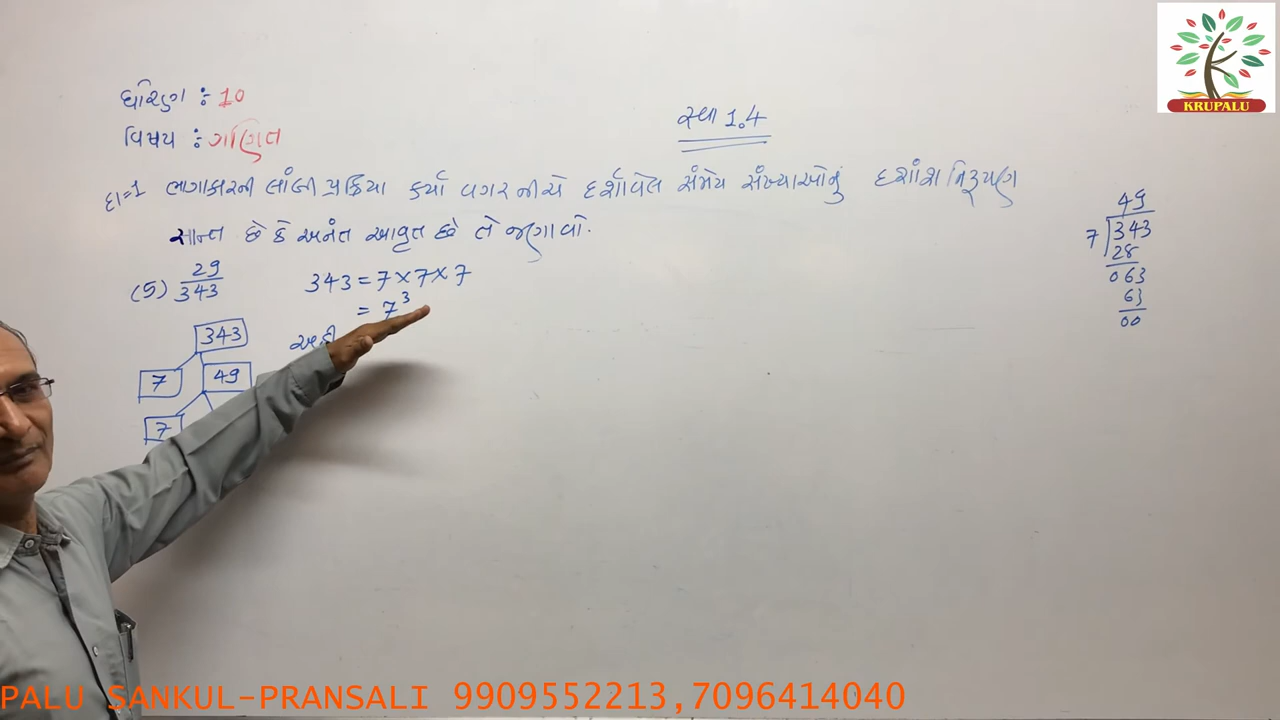 ધોરણ : 10
વિષય : ગણિત
સ્વા 1.4
દા=1 ભાગાકારની લાંબી પ્રક્રિયા કર્યા વગર નીચે દર્શાવેલ સંમેય સંખ્યાઓનું દશાંશ નિરૂપણ
સાન્ત છે કે અનંત આવૃત છે તે જણાવો.
(5) 29/343
343 = 7×7×7
= 7³
અહી
343
7 49
7
49
7 343
28
063
63
00
KRUPALU
PALU SANKUL-PRANSALI 9909552213,7096414040